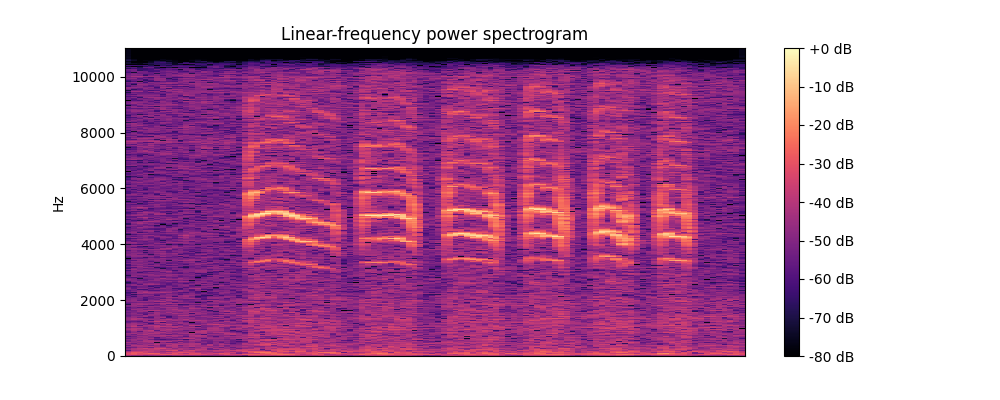 Linear-frequency power spectrogram
Hz
10000
8000
6000
4000
2000
0
+0 dB
-10 dB
-20 dB
-30 dB
-40 dB
-50 dB
-60 dB
-70 dB
-80 dB